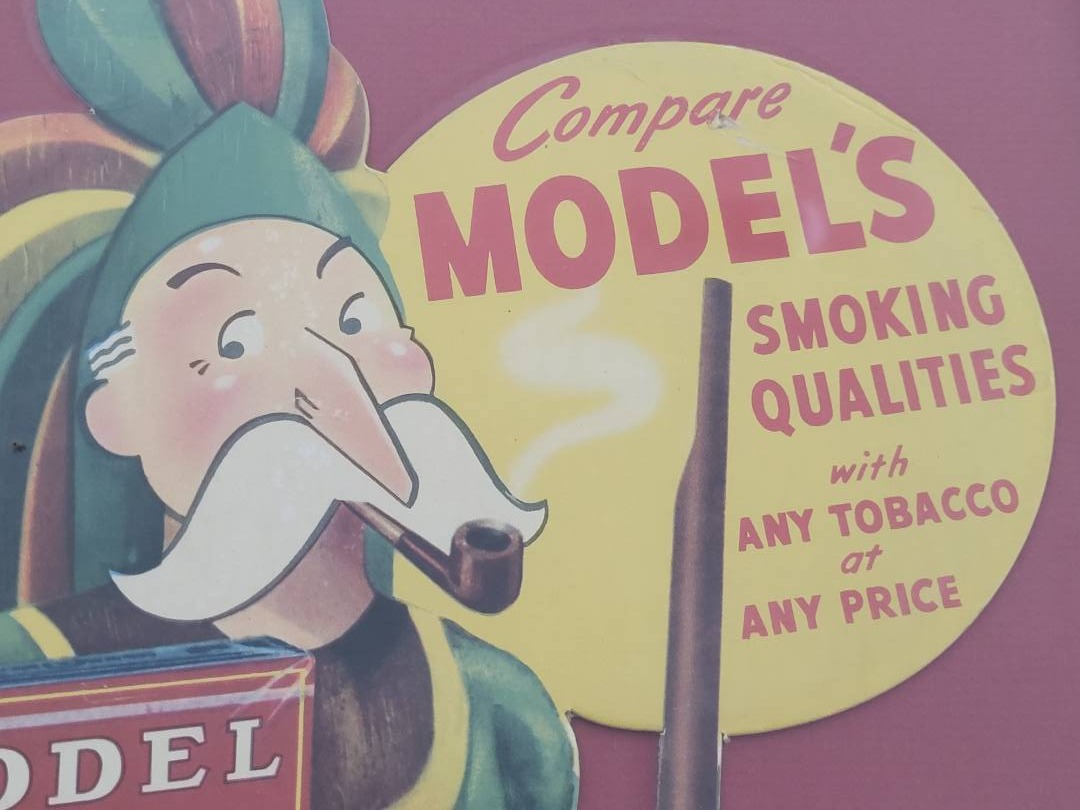 Compare
MODEL'S
SMOKING
QUALITIES
with
ANY TOBACCO
at
ANY PRICE
ODEL